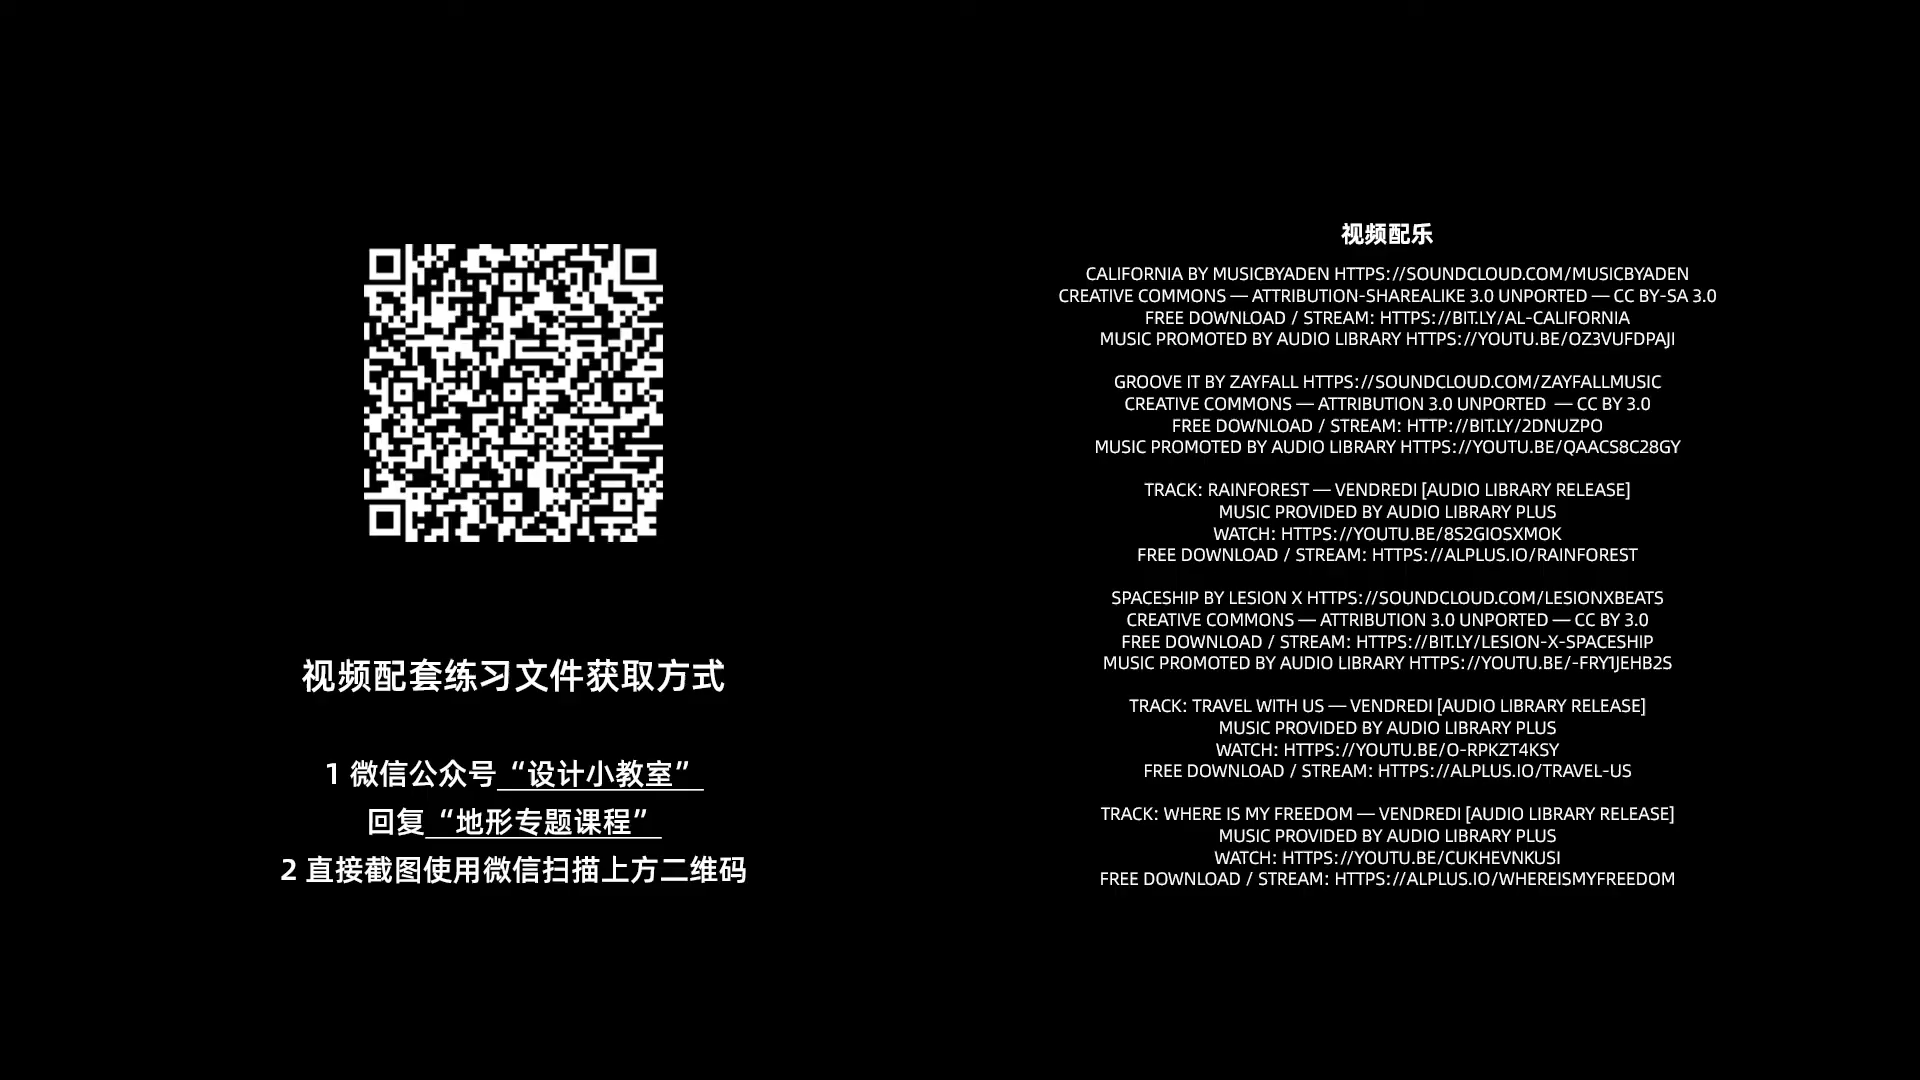 视频配套练习文件获取方式
1 微信公众号“设计小教室”
回复“地形专题课程”
2 直接截图使用微信扫描上方二维码
视频配乐
CALIFORNIA BY MUSICBYADEN HTTPS://SOUNDCLOUD.COM/MUSICBYADEN
CREATIVE COMMONS — ATTRIBUTION-SHAREALIKE 3.0 UNPORTED — CC BY-SA 3.0
FREE DOWNLOAD / STREAM: HTTPS://BIT.LY/AL-CALIFORNIA
MUSIC PROMOTED BY AUDIO LIBRARY HTTPS://YOUTU.BE/OZ3VUFDPAJI
GROOVE IT BY ZAYFALL HTTPS://SOUNDCLOUD.COM/ZAYFALLMUSIC
CREATIVE COMMONS — ATTRIBUTION 3.0 UNPORTED — CC BY 3.0
FREE DOWNLOAD / STREAM: HTTP://BIT.LY/2DNUZPO
MUSIC PROMOTED BY AUDIO LIBRARY HTTPS://YOUTU.BE/QAACS8C28GY
TRACK: RAINFOREST — VENDREDI [AUDIO LIBRARY RELEASE]
MUSIC PROVIDED BY AUDIO LIBRARY PLUS
WATCH: HTTPS://YOUTU.BE/8S2GIOSXMOK
FREE DOWNLOAD / STREAM: HTTPS://ALPLUS.IO/RAINFOREST
SPACESHIP BY LESION X HTTPS://SOUNDCLOUD.COM/LESIONXBEATS
CREATIVE COMMONS — ATTRIBUTION 3.0 UNPORTED — CC BY 3.0
FREE DOWNLOAD / STREAM: HTTPS://BIT.LY/LESION-X-SPACESHIP
MUSIC PROMOTED BY AUDIO LIBRARY HTTPS://YOUTU.BE/-FRY1JEHB2S
TRACK: TRAVEL WITH US — VENDREDI [AUDIO LIBRARY RELEASE]
MUSIC PROVIDED BY AUDIO LIBRARY PLUS
WATCH: HTTPS://YOUTU.BE/O-RPKZT4KSY
FREE DOWNLOAD / STREAM: HTTPS://ALPLUS.IO/TRAVEL-US
TRACK: WHERE IS MY FREEDOM — VENDREDI [AUDIO LIBRARY RELEASE]
MUSIC PROVIDED BY AUDIO LIBRARY PLUS
WATCH: HTTPS://YOUTU.BE/CUKHEVNKUSI
FREE DOWNLOAD / STREAM: HTTPS://ALPLUS.IO/WHEREISMYFREEDOM